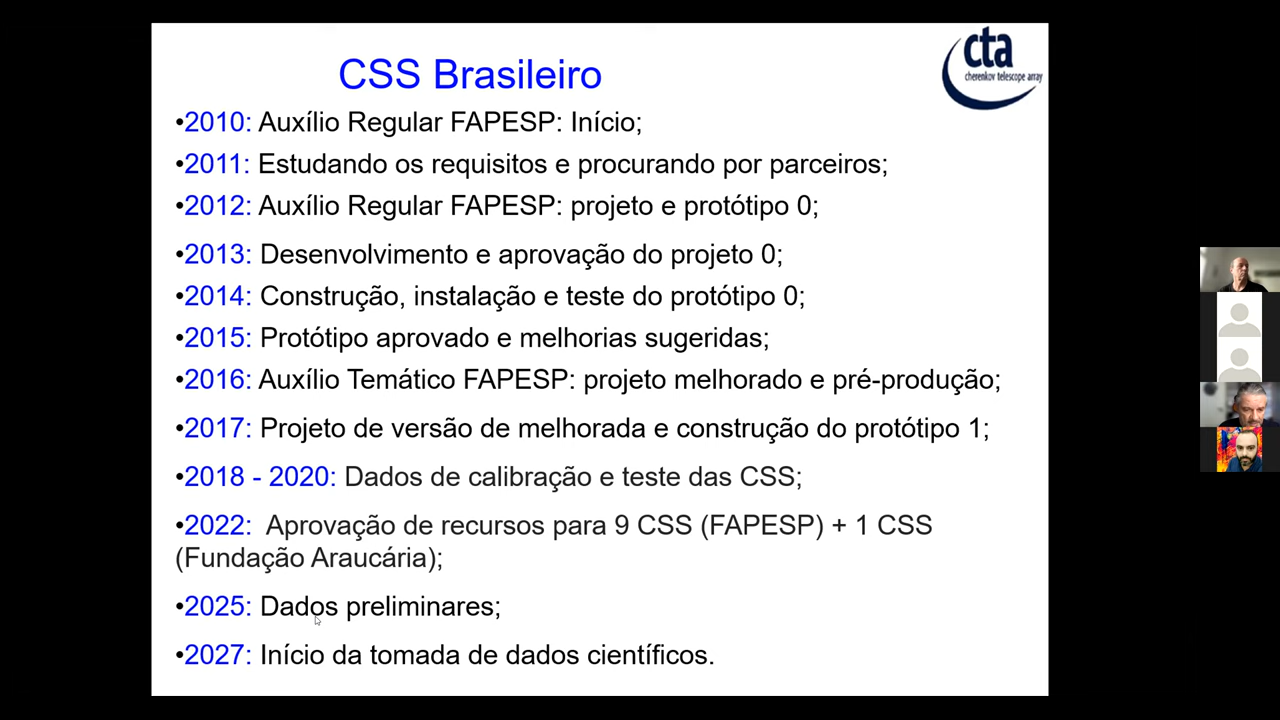 cta
cherenkov telescope array
CSS Brasileiro
•2010: Auxílio Regular FAPESP: Início;
•2011: Estudando os requisitos e procurando por parceiros;
•2012: Auxílio Regular FAPESP: projeto e protótipo 0;
•2013: Desenvolvimento e aprovação do projeto 0;
•2014: Construção, instalação e teste do protótipo 0;
•2015: Protótipo aprovado e melhorias sugeridas;
•2016: Auxílio Temático FAPESP: projeto melhorado e pré-produção;
•2017: Projeto de versão de melhorada e construção do protótipo 1;
•2018 - 2020: Dados de calibração e teste das CSS;
•2022: Aprovação de recursos para 9 CSS (FAPESP) + 1 CSS
(Fundação Araucária);
•2025: Dados preliminares;
•2027: Início da tomada de dados científicos.